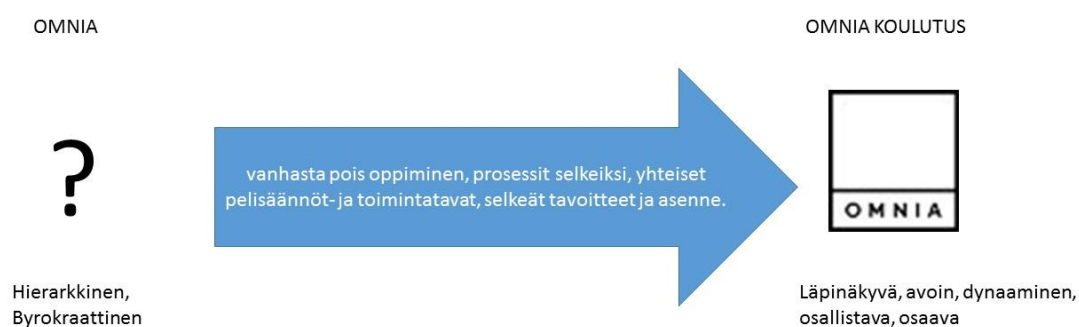 OMNIA
OMNIA KOULUTUS
?
vanhasta pois oppiminen, prosessit selkeiksi, yhteiset
pelisäännöt- ja toimintatavat, selkeät tavoitteet ja asenne.
OMNIA
Hierarkkinen,
Byrokraattinen
Läpinäkyvä, avoin, dynaaminen,
osallistava, osaava